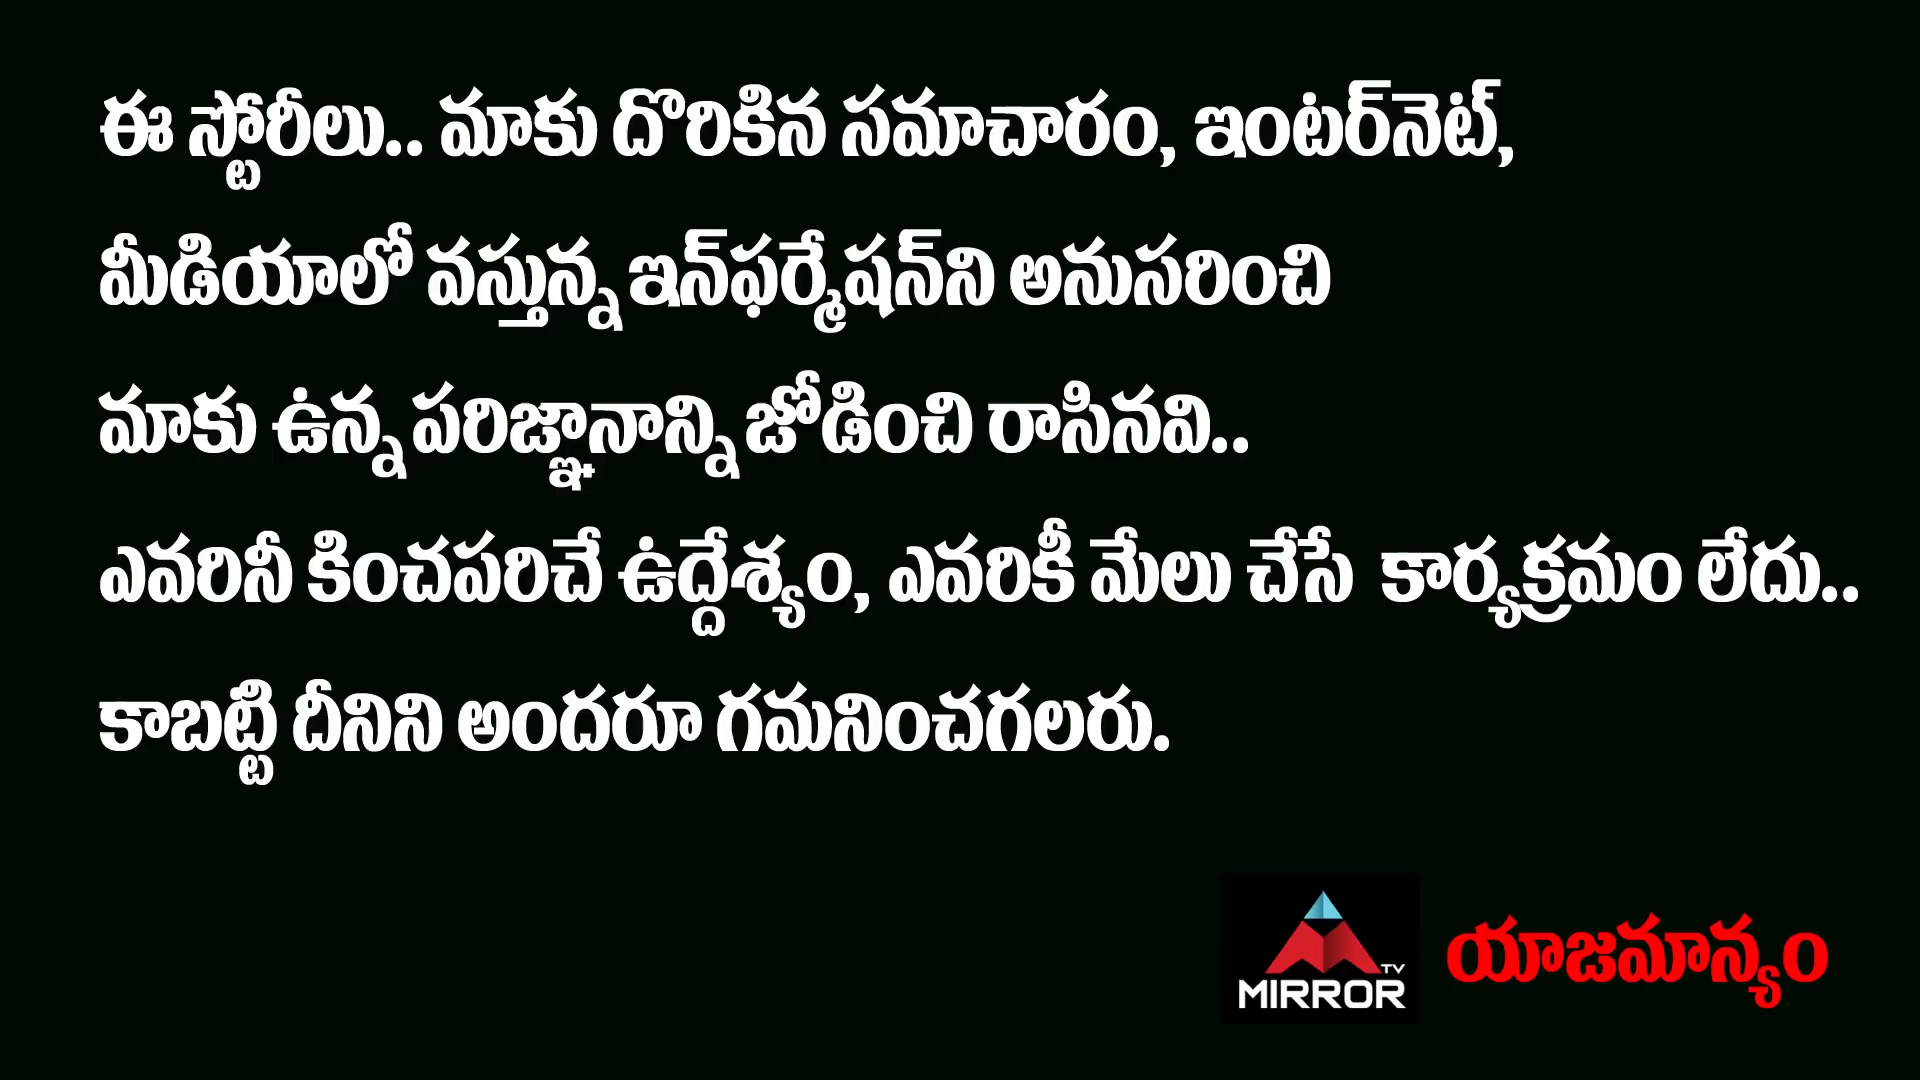 ఈ స్టోరీలు.. మాకు దొరికిన సమాచారం, ఇంటర్‌నెట్,
మీడియాలో వస్తున్న ఇన్‌ఫర్మేషన్‌ని అనుసరించి
మాకు ఉన్న పరిజ్ఞానాన్ని జోడించి రాసినవి..
ఎవరినీ కించపరిచే ఉద్దేశ్యం, ఎవరికీ మేలు చేసే కార్యక్రమం లేదు..
కాబట్టి దీనిని అందరూ గమనించగలరు.
TV
MIRROR
యాజమాన్యం